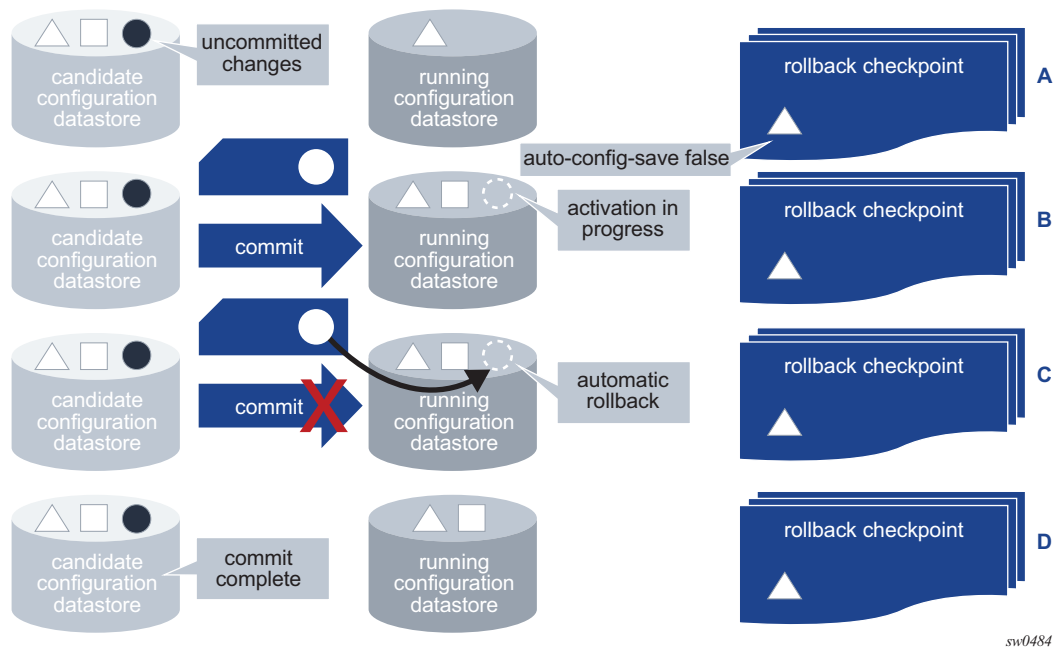 uncommitted
changes
candidate
configuration
datastore
running
configuration
datastore
rollback checkpoint
A
auto-config-save false
candidate
configuration
datastore
commit
running
configuration
datastore
activation in
progress
rollback checkpoint
B
candidate
configuration
datastore
commit
X
running
configuration
datastore
automatic
rollback
rollback checkpoint
C
candidate
configuration
datastore
commit
complete
running
configuration
datastore
rollback checkpoint
D
sw0484